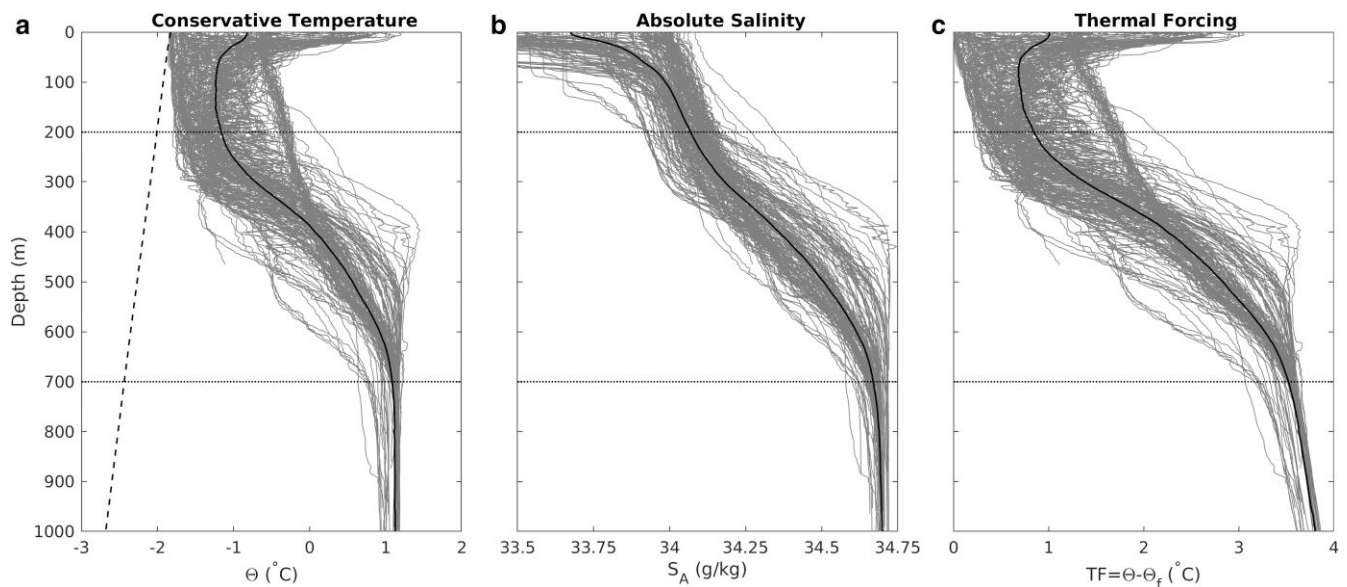 a Conservative Temperature
b Absolute Salinity
c Thermal Forcing
Depth (m)
0
100
200
300
400
500
600
700
800
900
1000
-3 -2 -1 0 1 2
Θ (°C)
33.5 33.75 34 34.25 34.5 34.75
S_A (g/kg)
0 1 2 3 4
TF=Θ-Θ_f (°C)